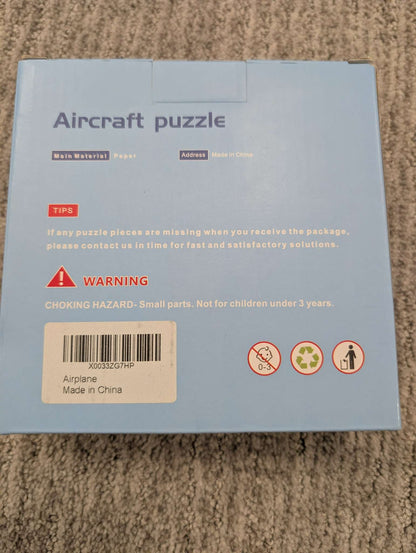 Aircraft puzzle
Main Material Paper Address Made in China
TIPS
If any puzzle pieces are missing when you receive the package,
please contact us in time for fast and satisfactory solutions.
WARNING
CHOKING HAZARD- Small parts. Not for children under 3 years.
X0033ZG7HP
Airplane
Made in China
0-3